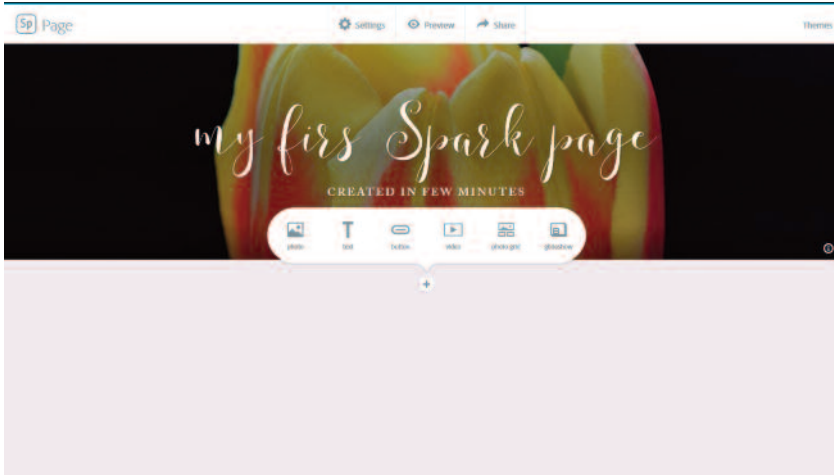 Sp Page
Settings Preview Share Themes
my firs Spark page
CREATED IN FEW MINUTES
photo text button video photo grid glideshow